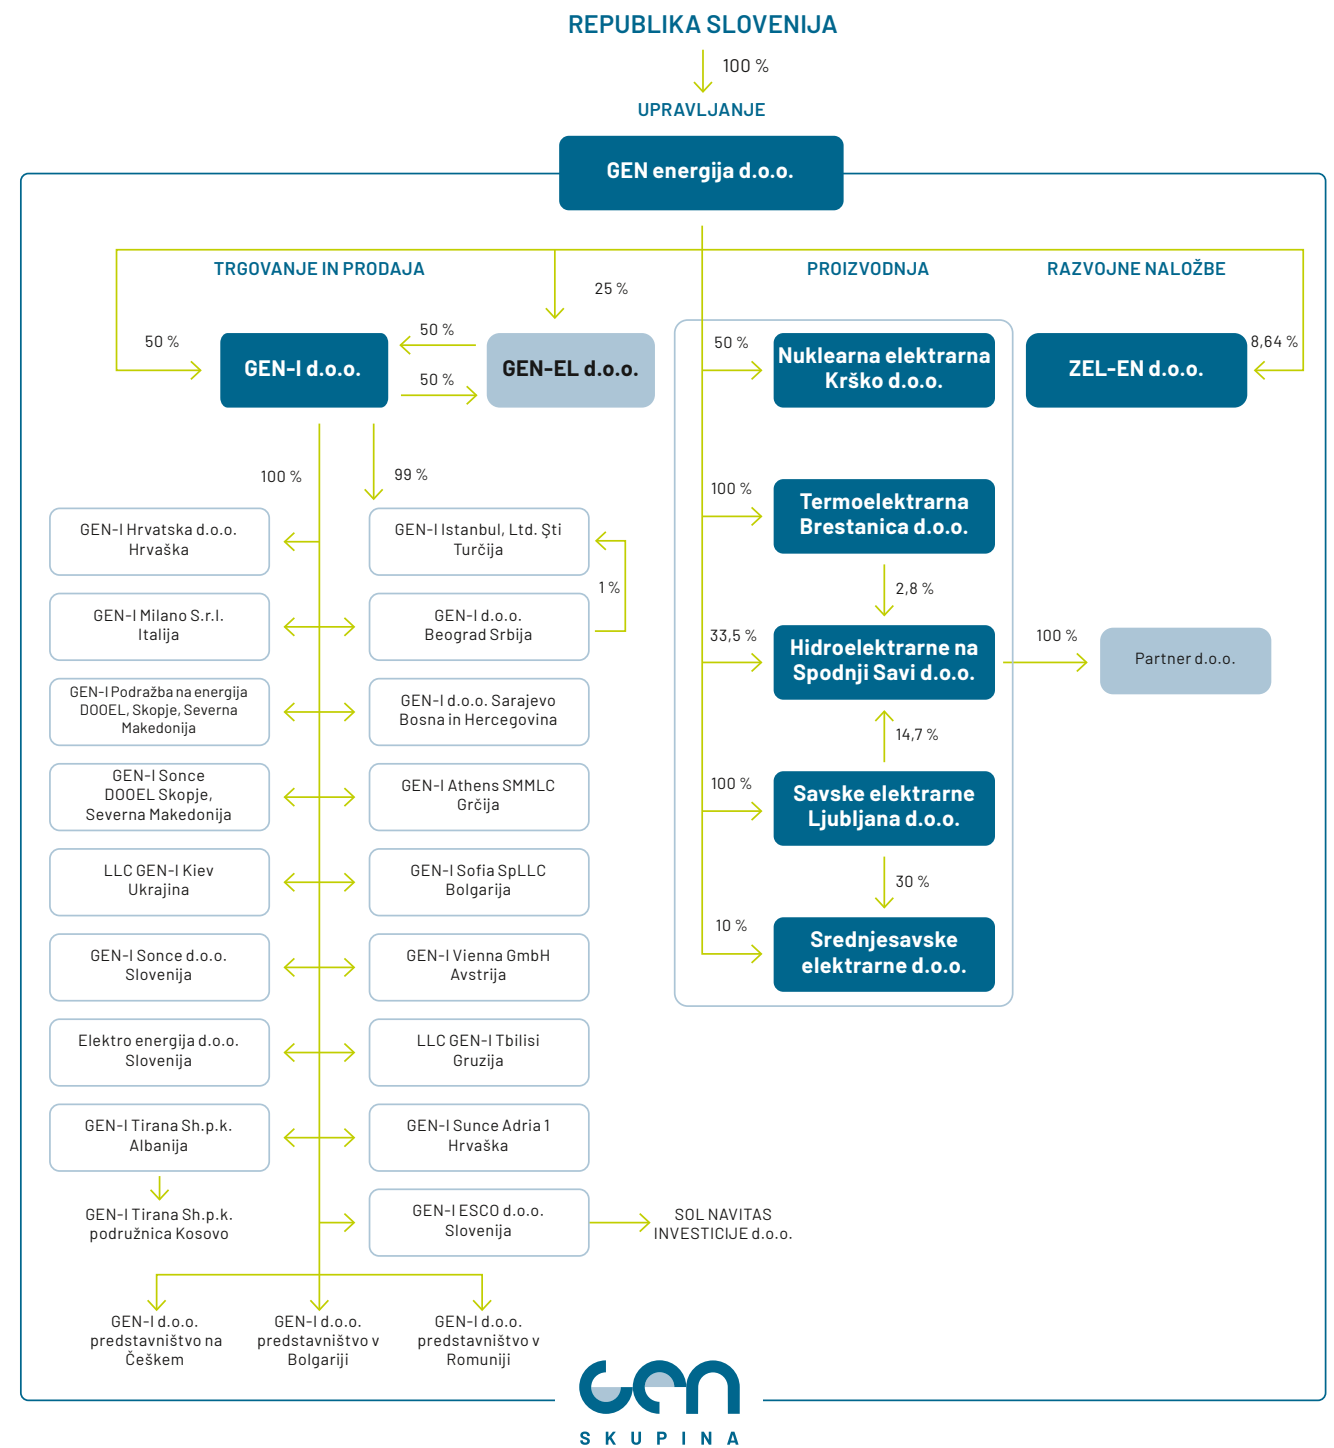 REPUBLIKA SLOVENIJA
100 %
UPRAVLJANJE
GEN energija d.o.o.
TRGOVANJE IN PRODAJA
PROIZVODNJA
RAZVOJNE NALOŽBE
25 %
50 %
GEN-I d.o.o.
50 %
50 %
GEN-EL d.o.o.
50 %
Nuklearna elektrarna
Krško d.o.o.
ZEL-EN d.o.o.
8,64 %
100 %
99 %
GEN-I Hrvatska d.o.o.
Hrvaška
GEN-I Istanbul, Ltd. Şti
Turčija
1 %
GEN-I Milano S.r.l.
Italija
GEN-I d.o.o.
Beograd Srbija
GEN-I Podražba na energija
DOOEL, Skopje, Severna
Makedonija
GEN-I d.o.o. Sarajevo
Bosna in Hercegovina
GEN-I Sonce
DOOEL Skopje,
Severna Makedonija
GEN-I Athens SMMLC
Grčija
LLC GEN-I Kiev
Ukrajina
GEN-I Sofia SpLLC
Bolgarija
GEN-I Sonce d.o.o.
Slovenija
GEN-I Vienna GmbH
Avstrija
Elektro energija d.o.o.
Slovenija
LLC GEN-I Tbilisi
Gruzija
GEN-I Tirana Sh.p.k.
Albanija
GEN-I Sunce Adria 1
Hrvaška
GEN-I Tirana Sh.p.k.
podružnica Kosovo
GEN-I ESCO d.o.o.
Slovenija
SOL NAVITAS
INVESTICIJE d.o.o.
GEN-I d.o.o.
predstavništvo na
Češkem
GEN-I d.o.o.
predstavništvo v
Bolgariji
GEN-I d.o.o.
predstavništvo v
Romuniji
100 %
Termoelektrarna
Brestanica d.o.o.
2,8 %
33,5 %
Hidroelektrarne na
Spodnji Savi d.o.o.
100 %
Partner d.o.o.
14,7 %
100 %
Savske elektrarne
Ljubljana d.o.o.
30 %
10 %
Srednjesavske
elektrarne d.o.o.
gen
SKUPINA